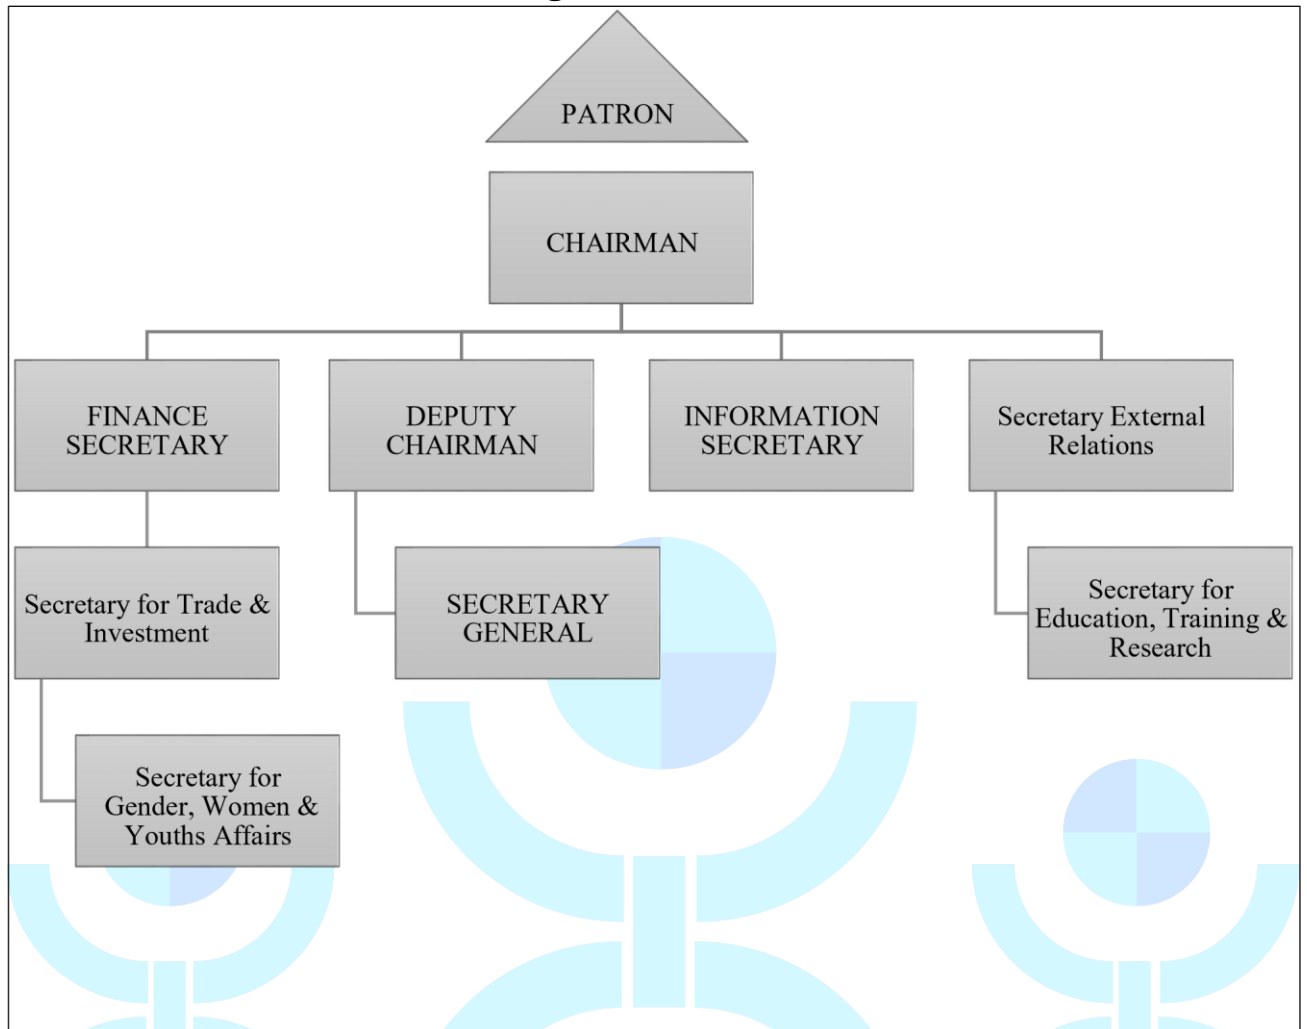 PATRON
CHAIRMAN
FINANCE
SECRETARY
DEPUTY
CHAIRMAN
INFORMATION
SECRETARY
Secretary External
Relations
Secretary for Trade &
Investment
SECRETARY
GENERAL
Secretary for
Education, Training &
Research
Secretary for
Gender, Women &
Youths Affairs